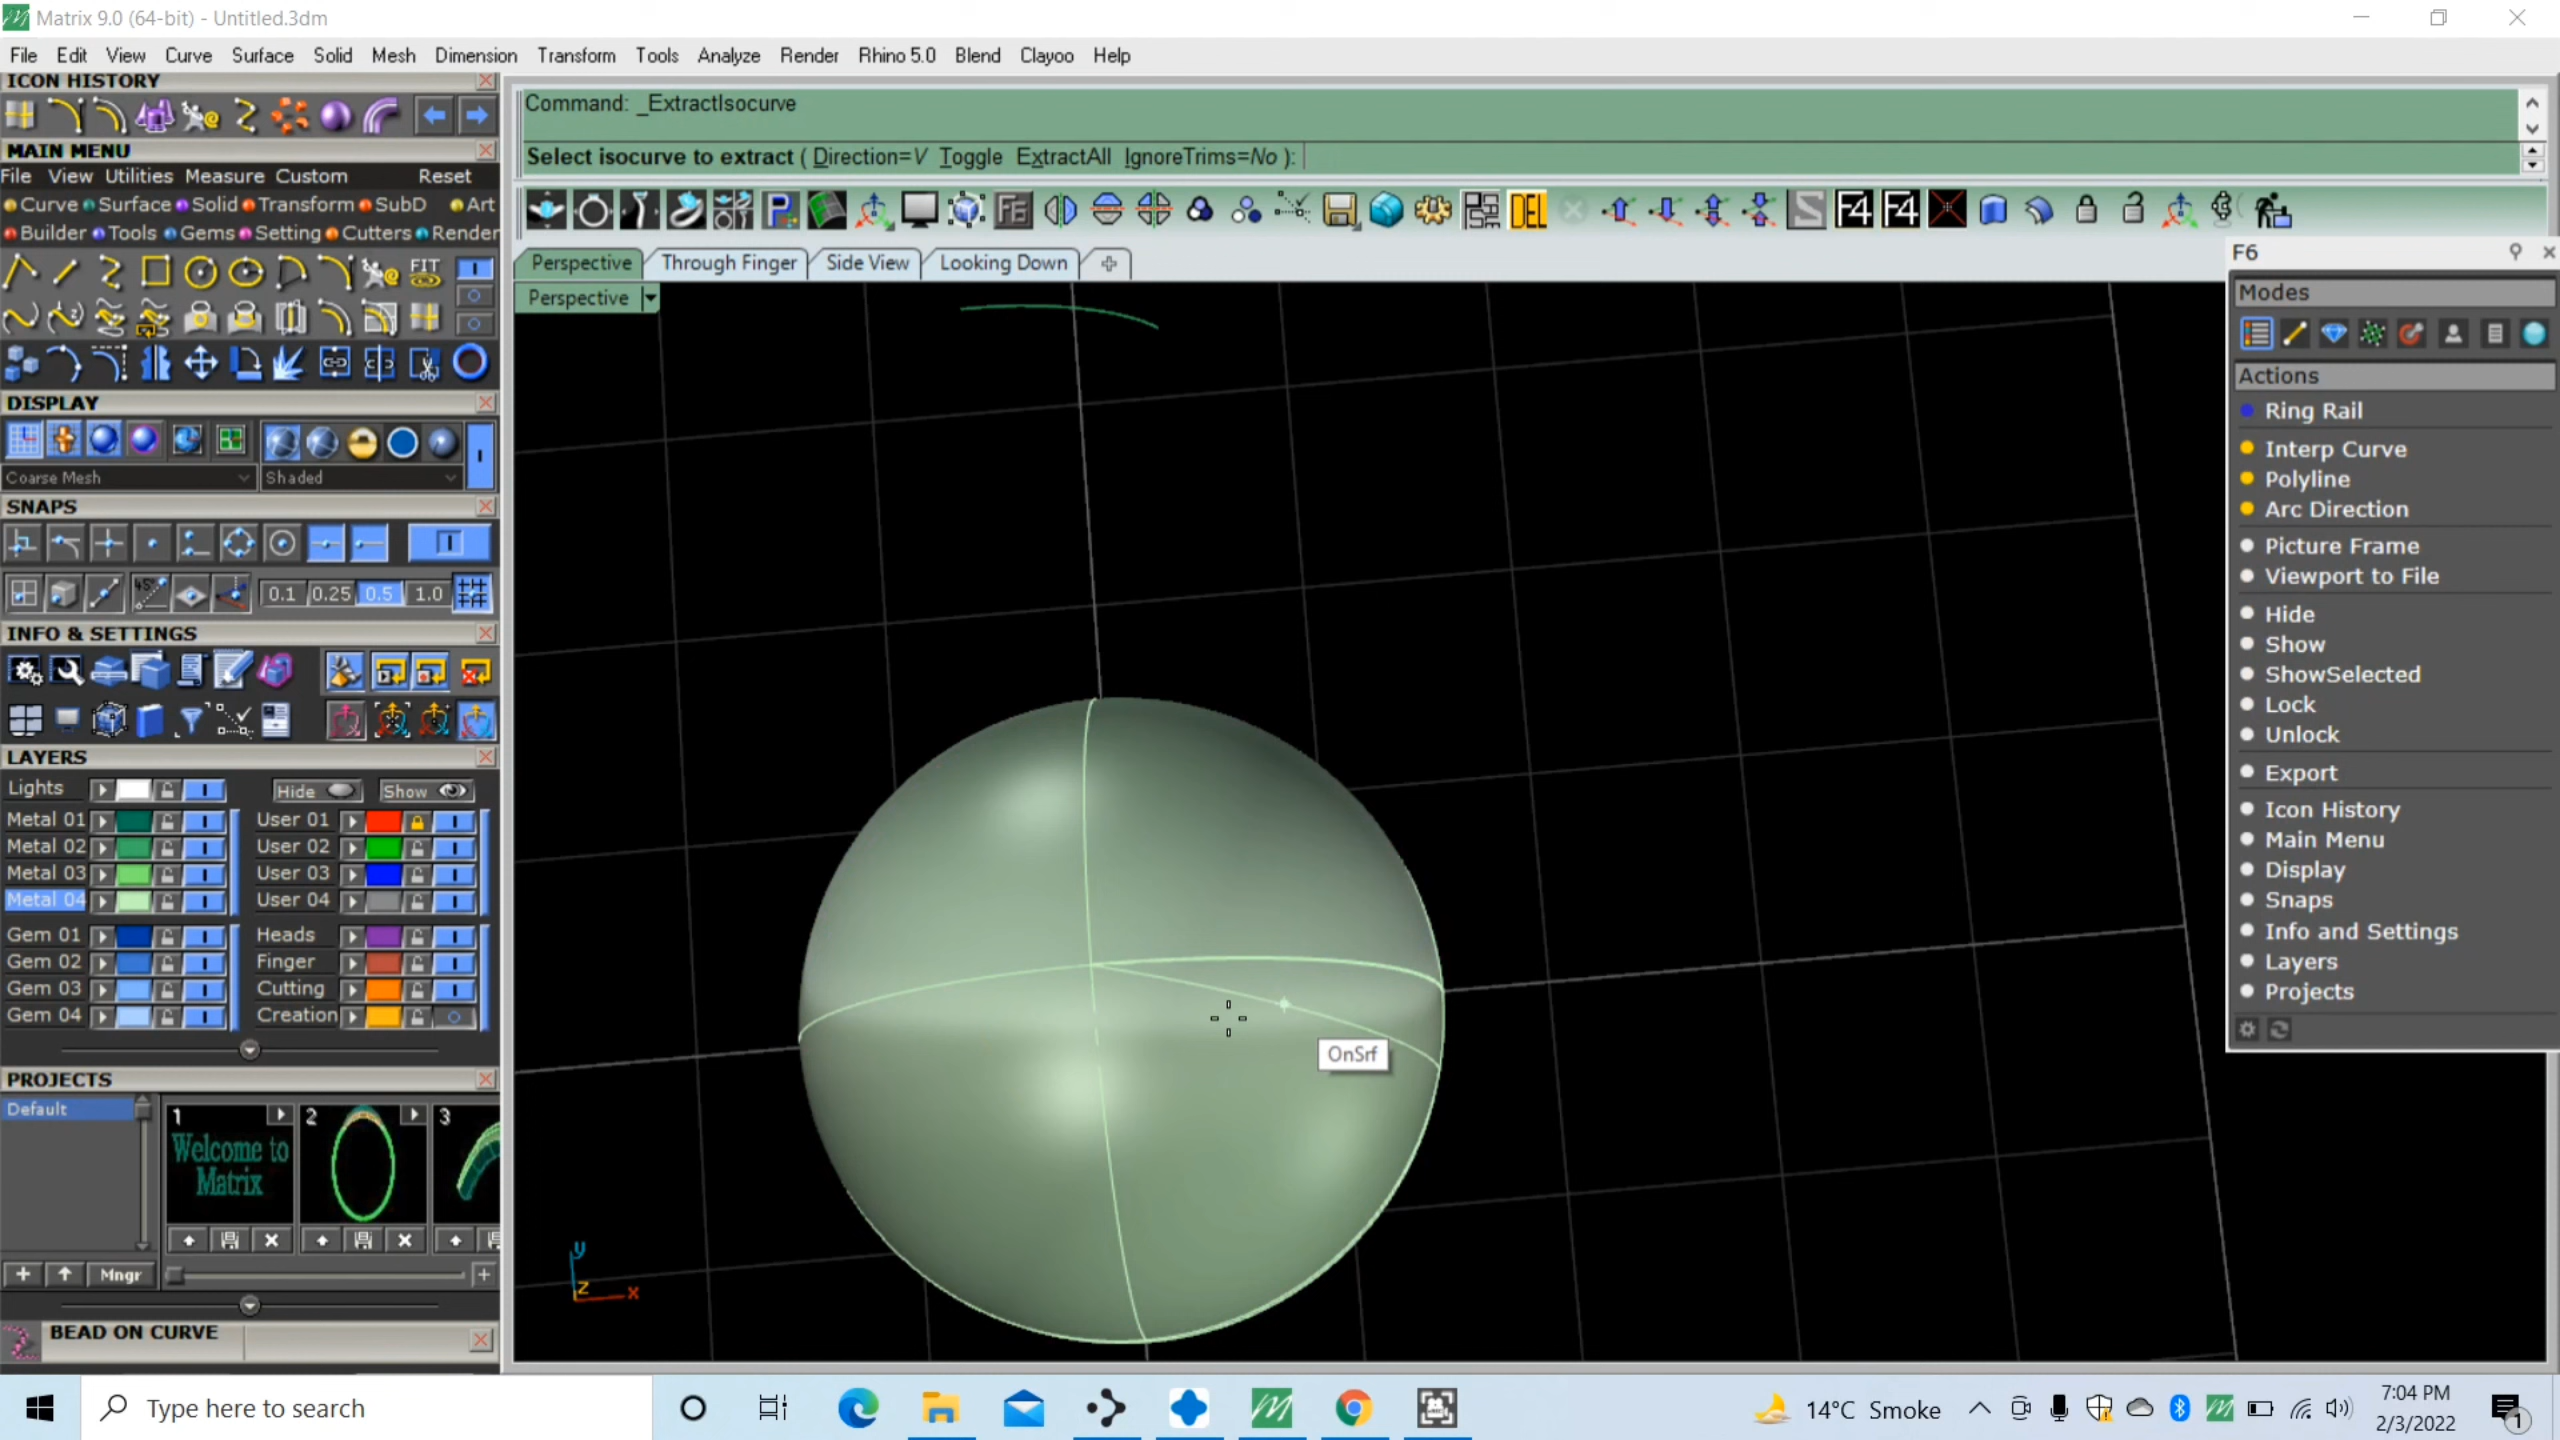 Matrix 9.0 (64-bit) - Untitled.3dm
File Edit View Curve Surface Solid Mesh Dimension Transform Tools Analyze Render Rhino 5.0 Blend Clayoo Help
ICON HISTORY
Command: _ExtractIsocurve
Select isocurve to extract ( Direction=V Toggle ExtractAll IgnoreTrims=No ):
MAIN MENU
File View Utilities Measure Custom Reset
Curve Surface Solid Transform SubD Art
Builder Tools Gems Setting Cutters Render
F6 DEL F4 F4
Perspective Through Finger Side View Looking Down
Perspective
FIT
DISPLAY
Coarse Mesh Shaded
SNAPS
45°
0.1 0.25 0.5 1.0
INFO & SETTINGS
LAYERS
Lights Hide Show
Metal 01 User 01
Metal 02 User 02
Metal 03 User 03
Metal 04 User 04
Gem 01 Heads
Gem 02 Finger
Gem 03 Cutting
Gem 04 Creation
PROJECTS
Default
1 2 3
Welcome to
Matrix
Mngr
BEAD ON CURVE
OnSrf
y
z x
F6
Modes
Actions
Ring Rail
Interp Curve
Polyline
Arc Direction
Picture Frame
Viewport to File
Hide
Show
ShowSelected
Lock
Unlock
Export
Icon History
Main Menu
Display
Snaps
Info and Settings
Layers
Projects
Type here to search
14°C Smoke
7:04 PM
2/3/2022
1